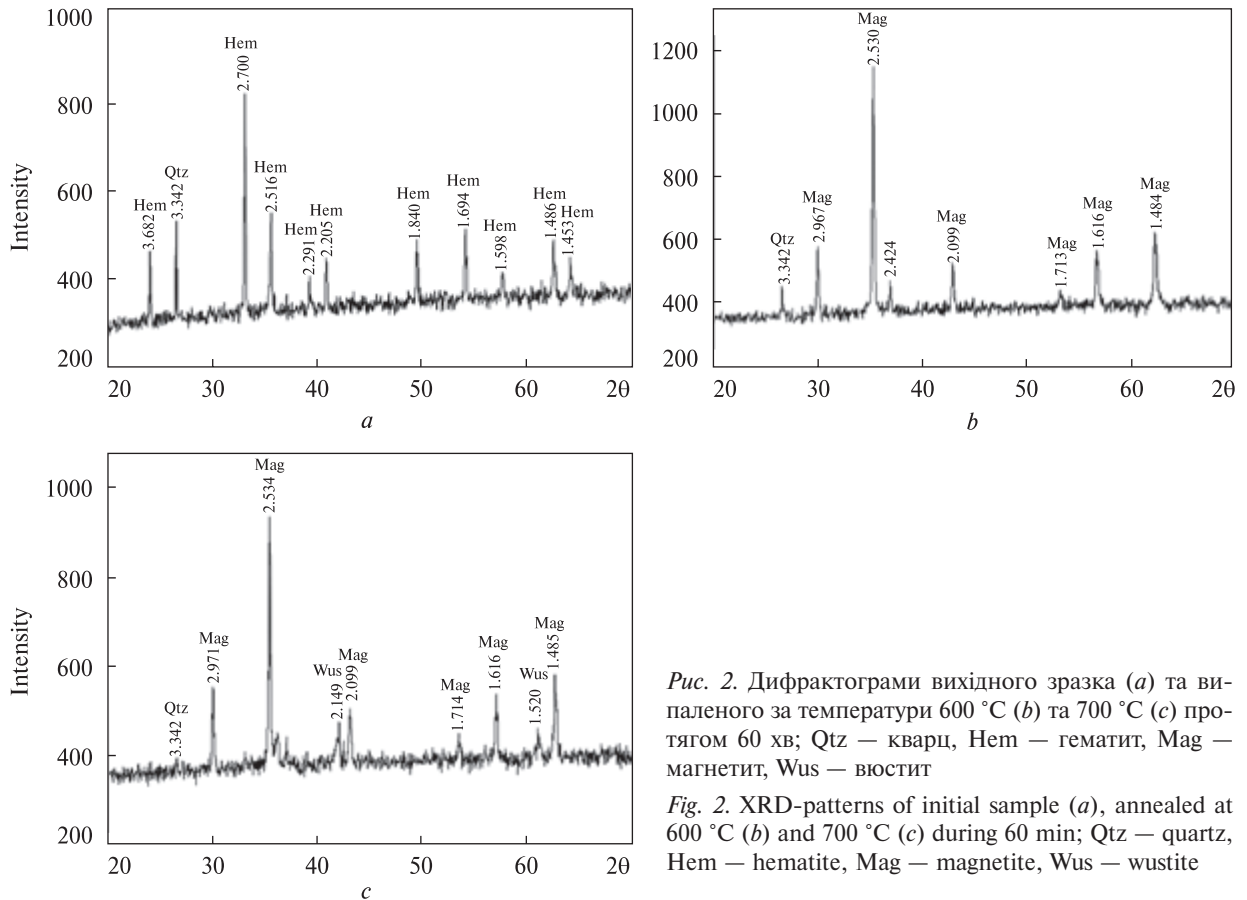 1000
800
600
400
200
Intensity
Hem
3.682
Qtz
3.342
Hem
2.700
Hem
2.516
Hem
2.291
Hem
2.205
Hem
1.840
Hem
1.694
Hem
1.598
Hem
1.486
Hem
1.453
20 30 40 50 60 2θ
a
1200
1000
800
600
400
200
Qtz
3.342
Mag
2.967
Mag
2.530
2.424
Mag
2.099
Mag
1.713
Mag
1.616
Mag
1.484
20 30 40 50 60 2θ
b
1000
800
600
400
200
Intensity
Qtz
3.342
Mag
2.971
Mag
2.534
Wus
2.149
Mag
2.099
Mag
1.714
Mag
1.616
Wus
1.520
Mag
1.485
20 30 40 50 60 2θ
c
Рис. 2. Дифрактограми вихідного зразка (a) та ви-
паленого за температури 600 °С (b) та 700 °С (c) про-
тягом 60 хв; Qtz — кварц, Hem — гематит, Mag —
магнетит, Wus — вюстит
Fig. 2. XRD-patterns of initial sample (a), annealed at
600 °C (b) and 700 °C (c) during 60 min; Qtz — quartz,
Hem — hematite, Mag — magnetite, Wus — wustite